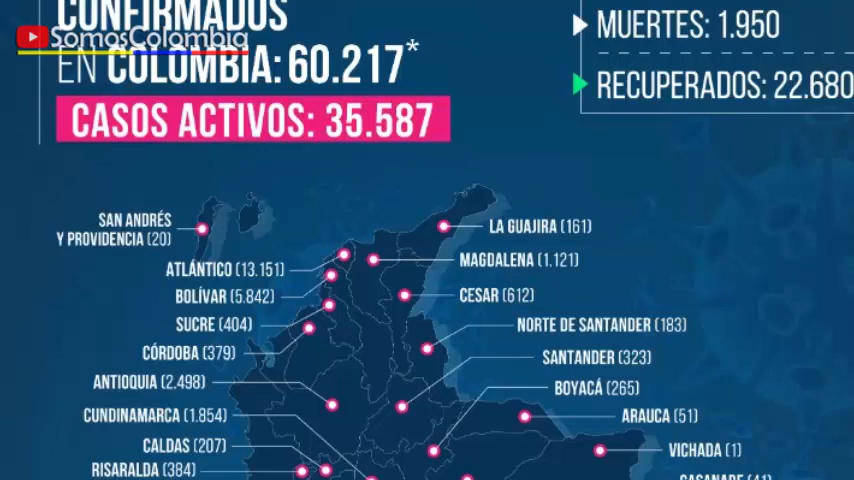 CONFIRMADOS
SomosColombia
EN COLOMBIA: 60.217*
CASOS ACTIVOS: 35.587
MUERTES: 1.950
RECUPERADOS: 22.680
SAN ANDRÉS
Y PROVIDENCIA (20)
ATLÁNTICO (13.151)
BOLÍVAR (5.842)
SUCRE (404)
CÓRDOBA (379)
ANTIOQUIA (2.498)
CUNDINAMARCA (1.854)
CALDAS (207)
RISARALDA (384)
LA GUAJIRA (161)
MAGDALENA (1.121)
CESAR (612)
NORTE DE SANTANDER (183)
SANTANDER (323)
BOYACÁ (265)
ARAUCA (51)
VICHADA (1)
CASANARE (41)